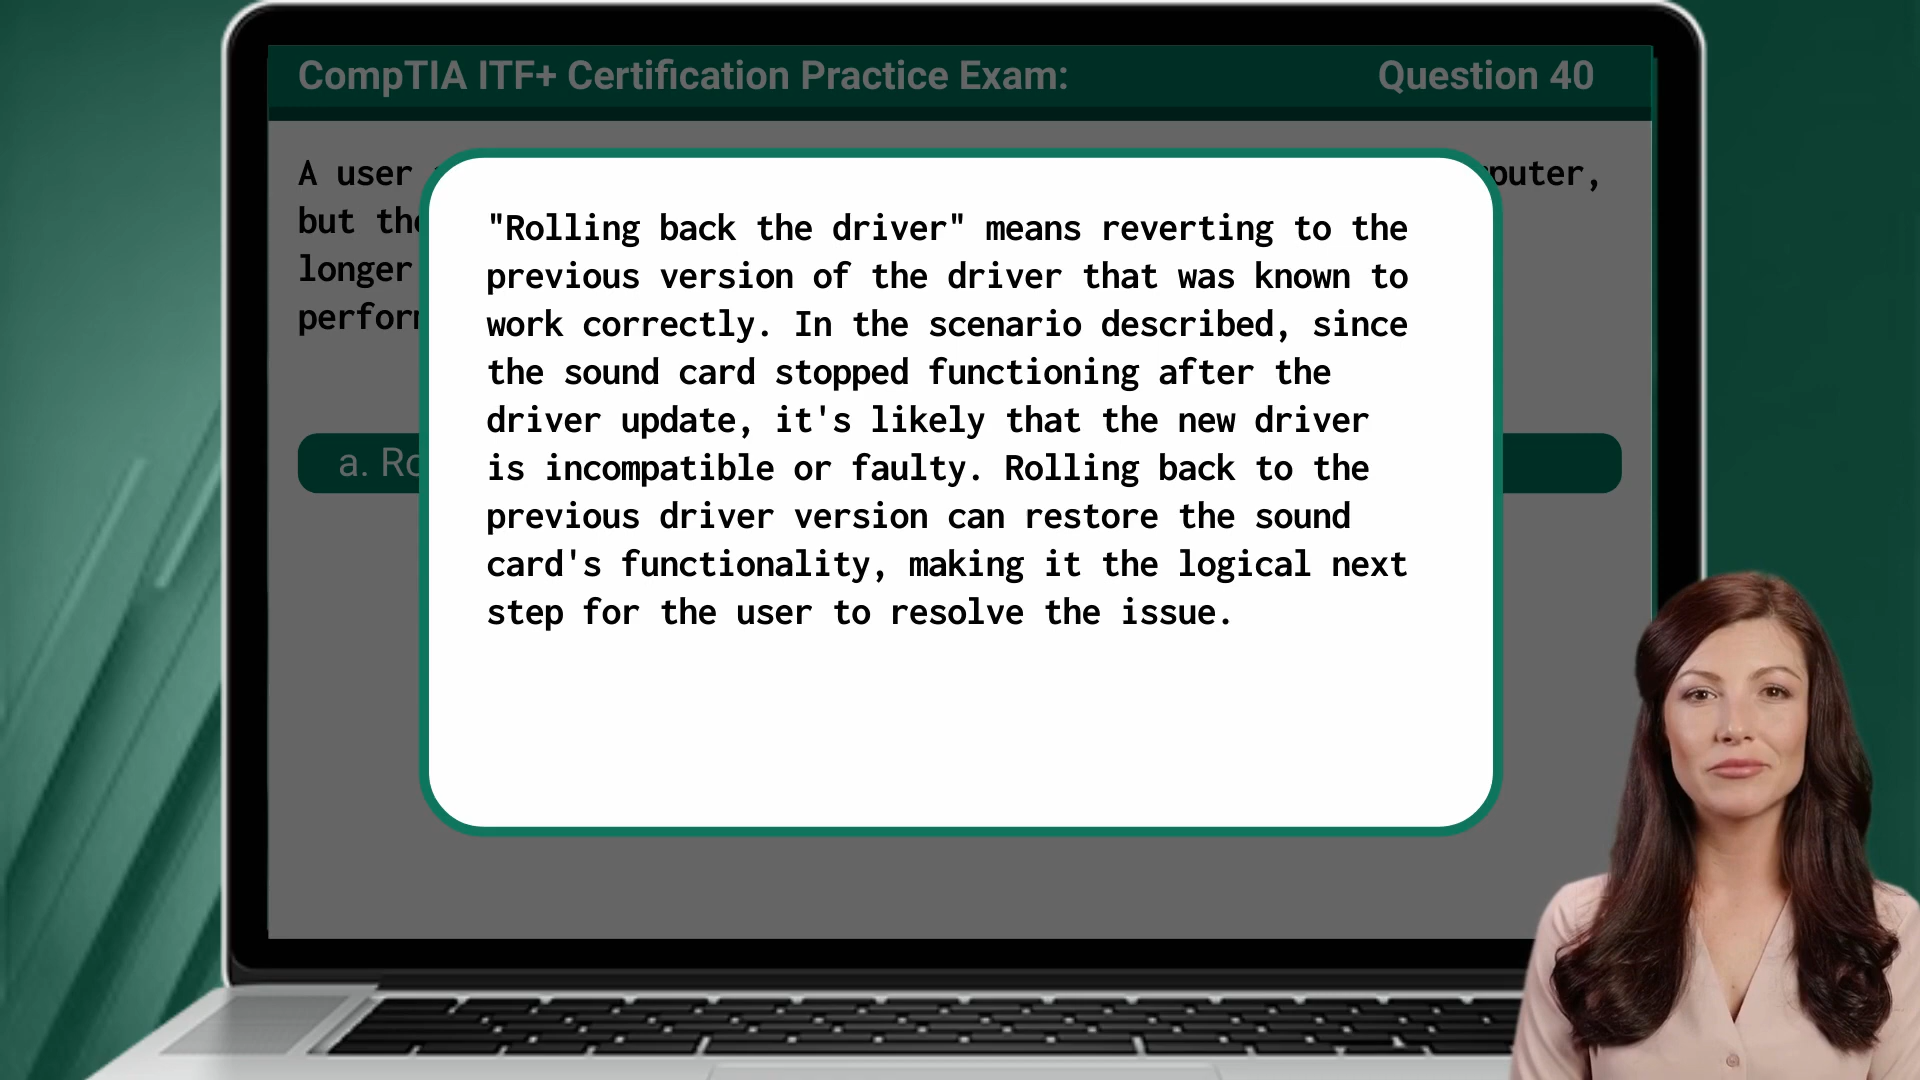 CompTIA ITF+ Certification Practice Exam:
Question 40
A user
puter,
but the
longer
perform
a. Ro
"Rolling back the driver" means reverting to the
previous version of the driver that was known to
work correctly. In the scenario described, since
the sound card stopped functioning after the
driver update, it's likely that the new driver
is incompatible or faulty. Rolling back to the
previous driver version can restore the sound
card's functionality, making it the logical next
step for the user to resolve the issue.